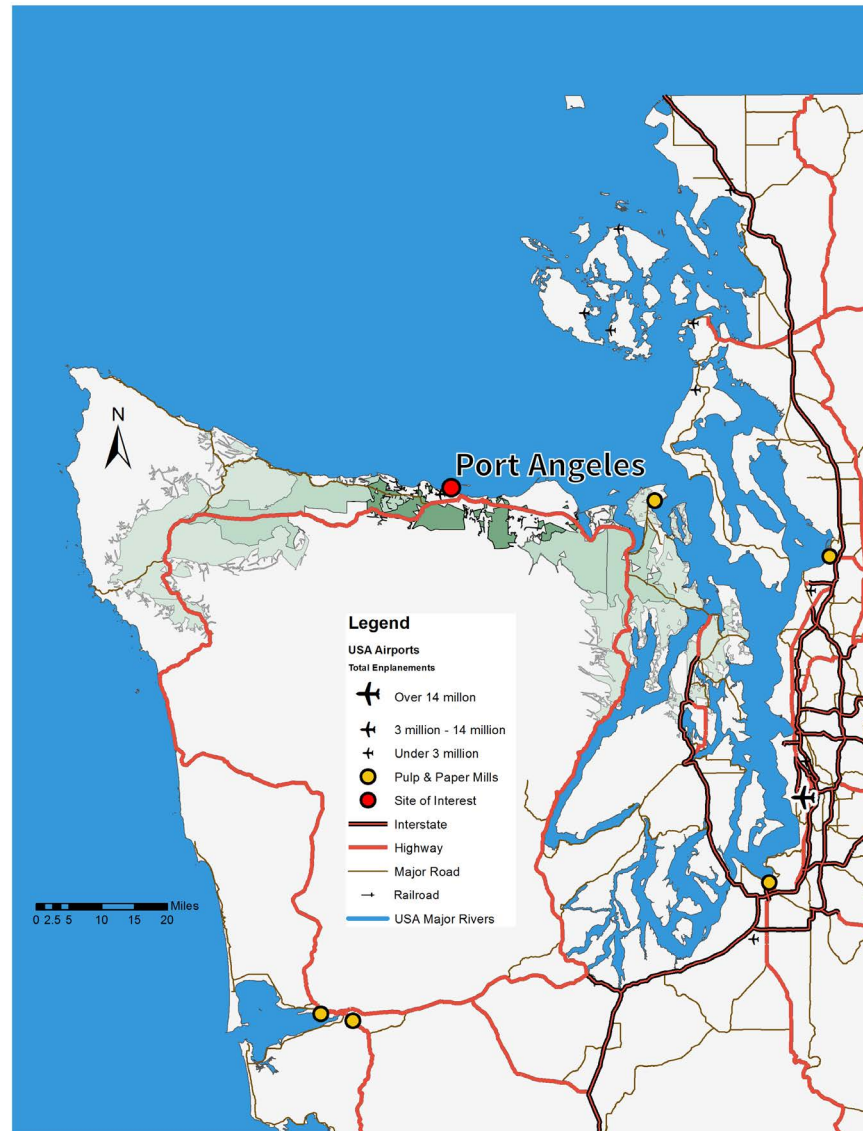 N
Port Angeles
Legend
USA Airports
Total Enplanements
Over 14 millon
3 million - 14 million
Under 3 million
Pulp & Paper Mills
Site of Interest
Interstate
Highway
Major Road
Railroad
USA Major Rivers
Miles
0 2.5 5 10 15 20